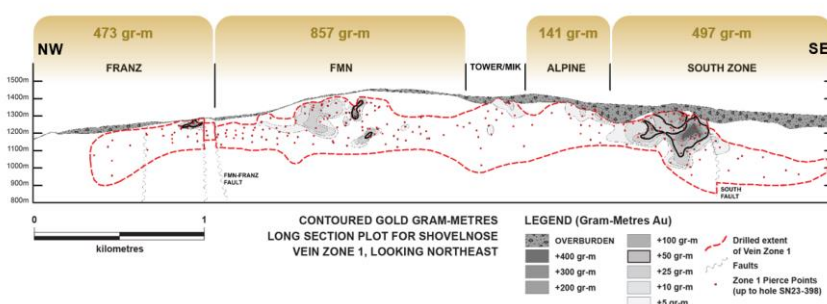 473 gr-m
857 gr-m
141 gr-m
497 gr-m
NW
SE
FRANZ
FMN
TOWER/MIK
ALPINE
SOUTH ZONE
1500m
1400m
1300m
1200m
1100m
1000m
900m
800m
FMN-FRANZ
FAULT
SOUTH
FAULT
0
1
kilometres
CONTOURED GOLD GRAM-METRES
LONG SECTION PLOT FOR SHOVELNOSE
VEIN ZONE 1, LOOKING NORTHEAST
LEGEND (Gram-Metres Au)
OVERBURDEN
+400 gr-m
+300 gr-m
+200 gr-m
+100 gr-m
+50 gr-m
+25 gr-m
+10 gr-m
+5 gr-m
Drilled extent
of Vein Zone 1
Faults
Zone 1 Pierce Points
(up to hole SN23-398)